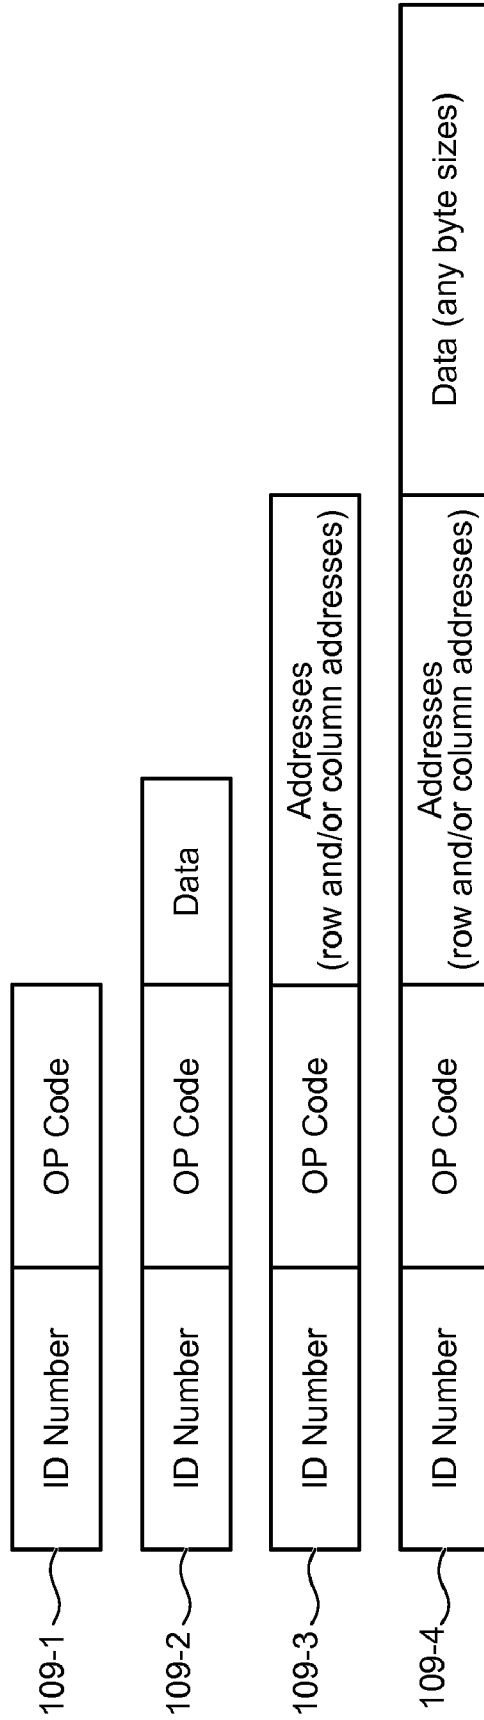 109-1
ID Number
OP Code
109-2
ID Number
OP Code
Data
109-3
ID Number
OP Code
Addresses
(row and/or column addresses)
109-4
ID Number
OP Code
Addresses
(row and/or column addresses)
Data (any byte sizes)